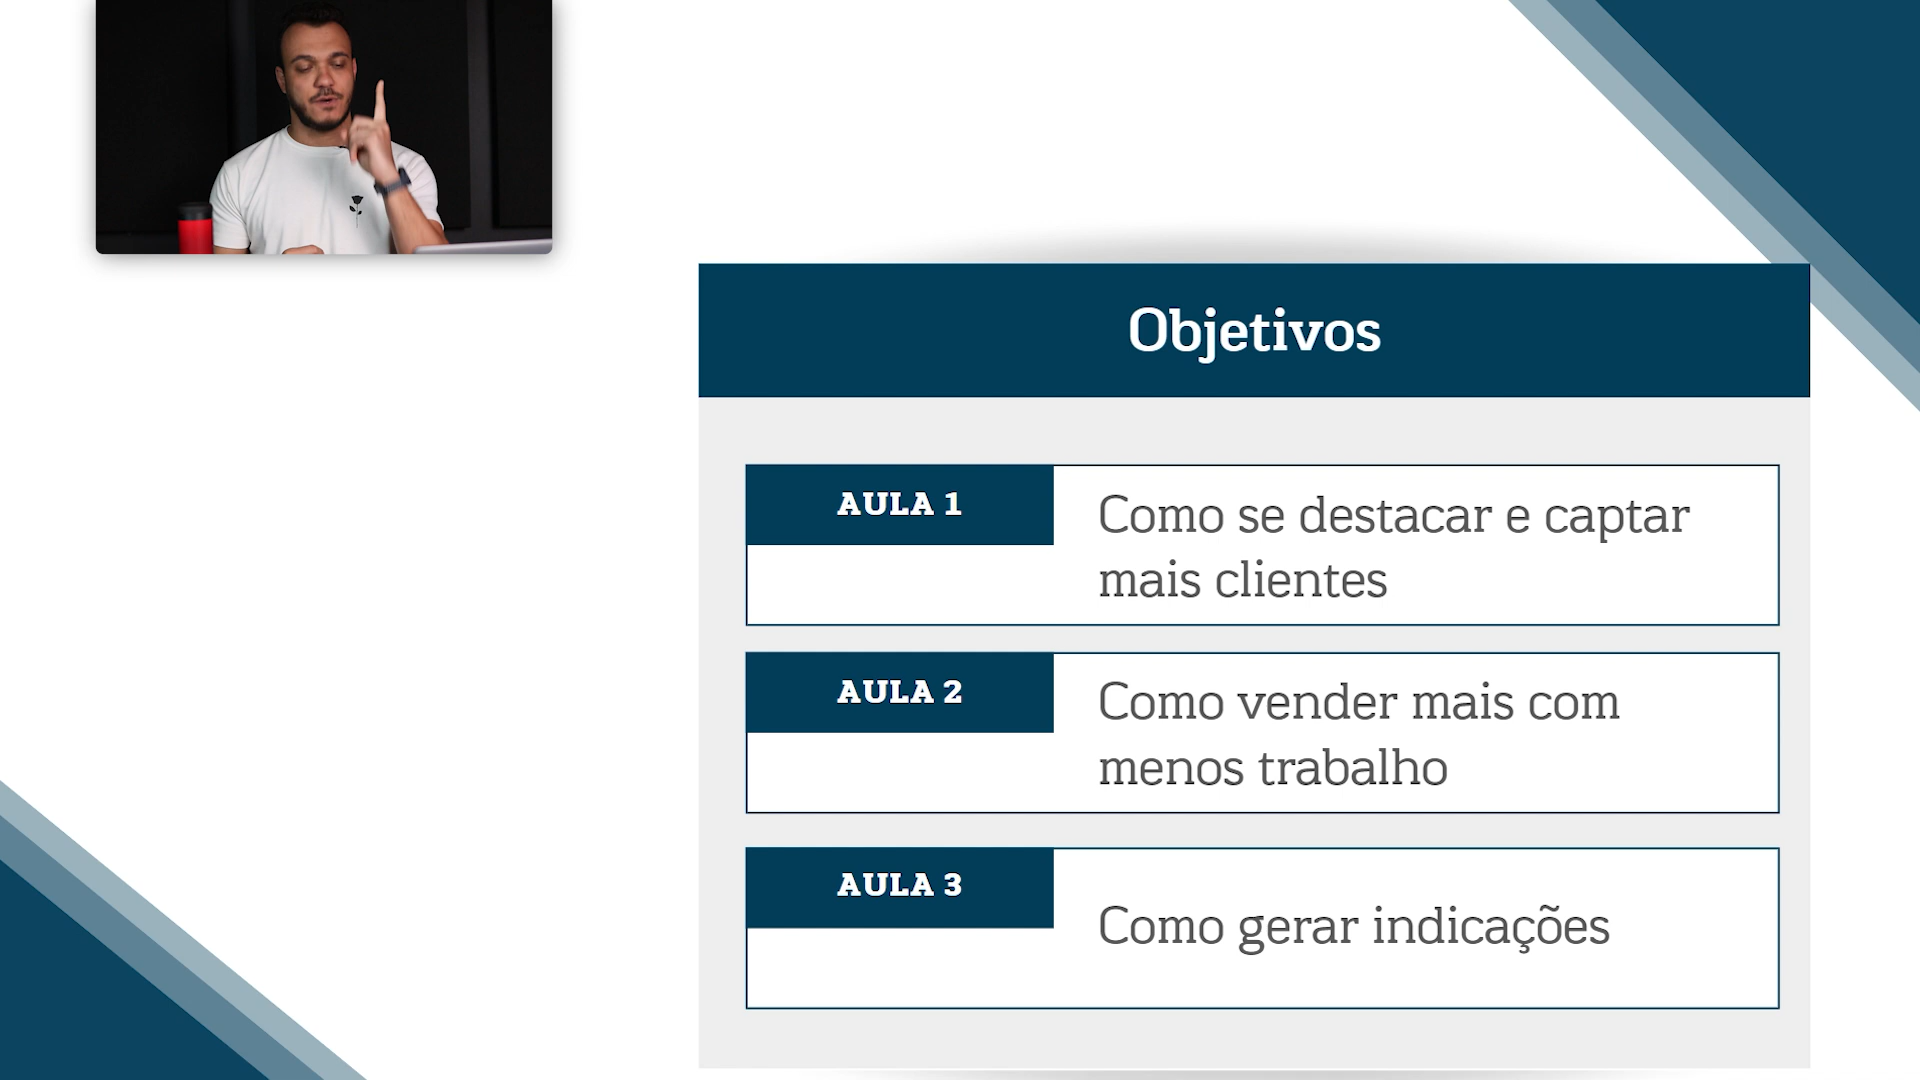 Objetivos
AULA 1
Como se destacar e captar
mais clientes
AULA 2
Como vender mais com
menos trabalho
AULA 3
Como gerar indicações